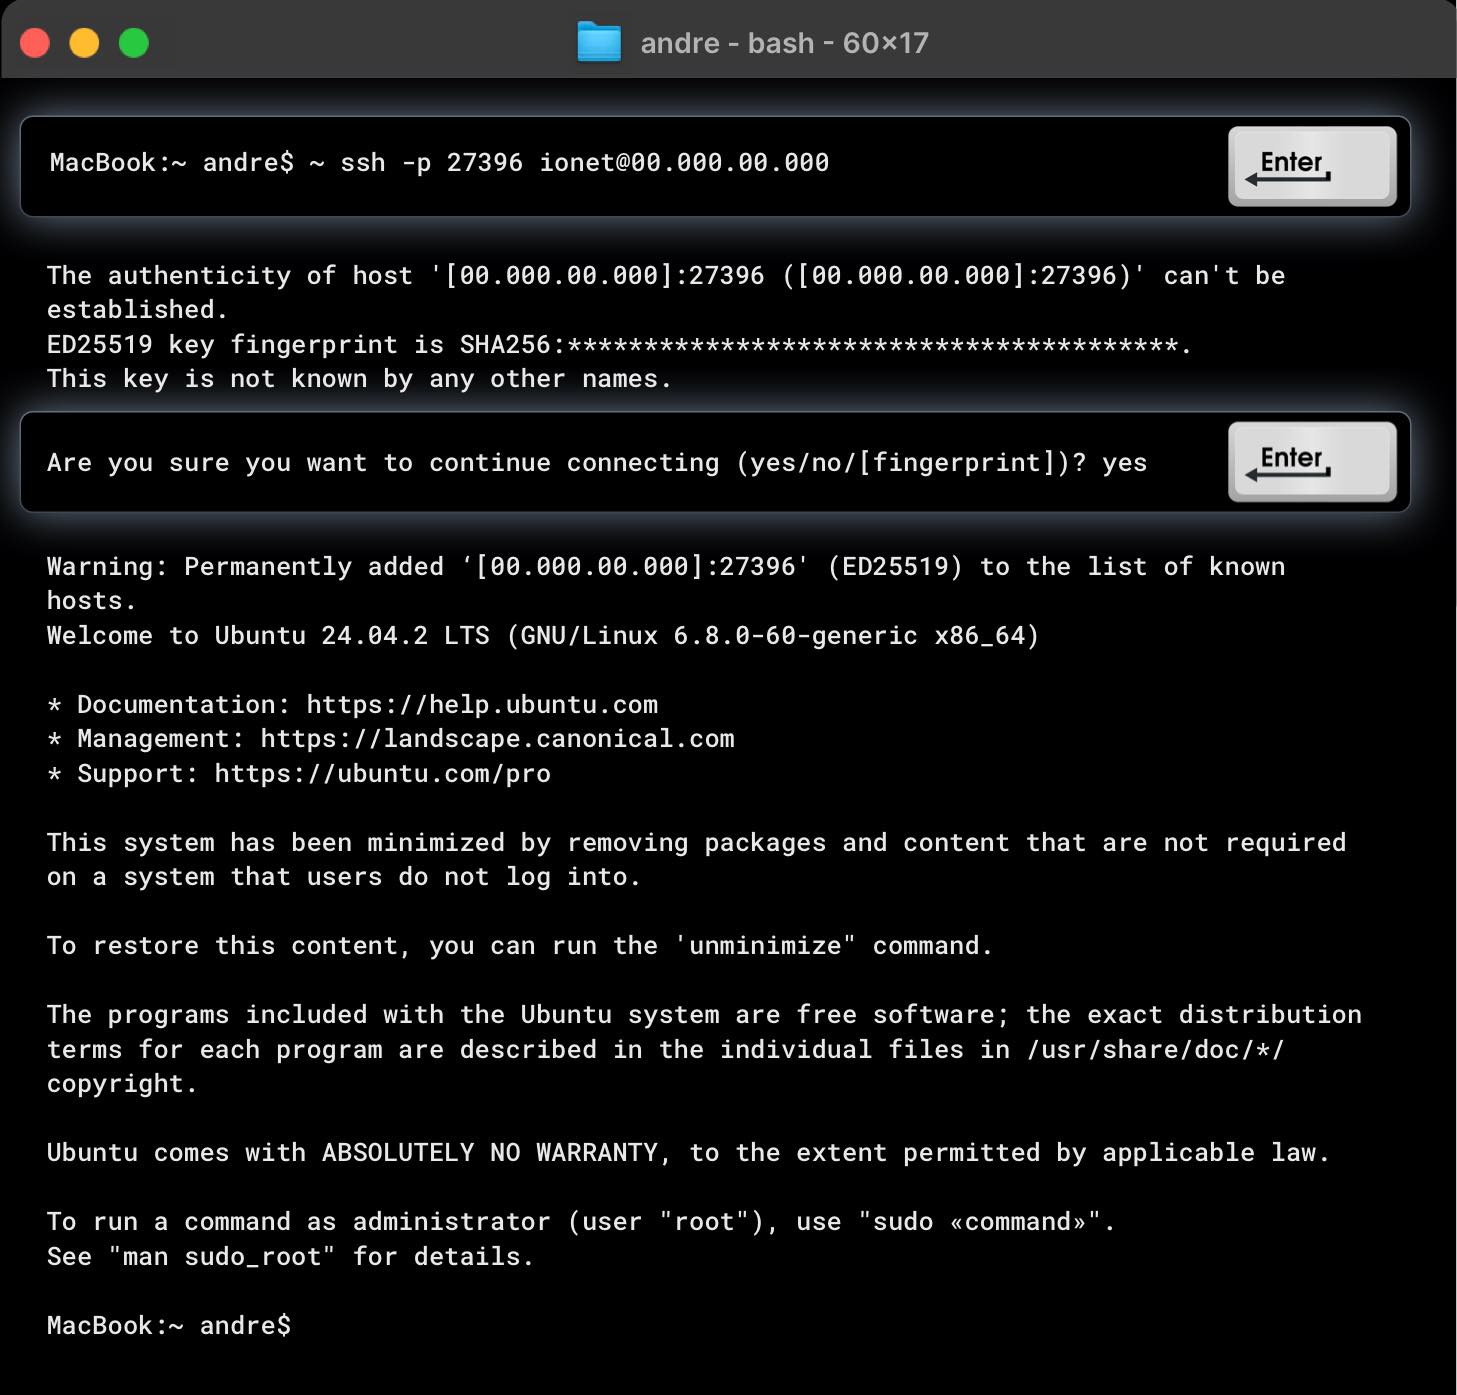 andre - bash - 60×17
MacBook:~ andre$ ~ ssh -p 27396 ionet@00.000.00.000
Enter
The authenticity of host '[00.000.00.000]:27396 ([00.000.00.000]:27396)' can't be
established.
ED25519 key fingerprint is SHA256:****************************************.
This key is not known by any other names.
Are you sure you want to continue connecting (yes/no/[fingerprint])? yes
Enter
Warning: Permanently added ‘[00.000.00.000]:27396' (ED25519) to the list of known
hosts.
Welcome to Ubuntu 24.04.2 LTS (GNU/Linux 6.8.0-60-generic x86_64)
* Documentation: https://help.ubuntu.com
* Management: https://landscape.canonical.com
* Support: https://ubuntu.com/pro
This system has been minimized by removing packages and content that are not required
on a system that users do not log into.
To restore this content, you can run the 'unminimize" command.
The programs included with the Ubuntu system are free software; the exact distribution
terms for each program are described in the individual files in /usr/share/doc/*/
copyright.
Ubuntu comes with ABSOLUTELY NO WARRANTY, to the extent permitted by applicable law.
To run a command as administrator (user "root"), use "sudo «command»".
See "man sudo_root" for details.
MacBook:~ andre$